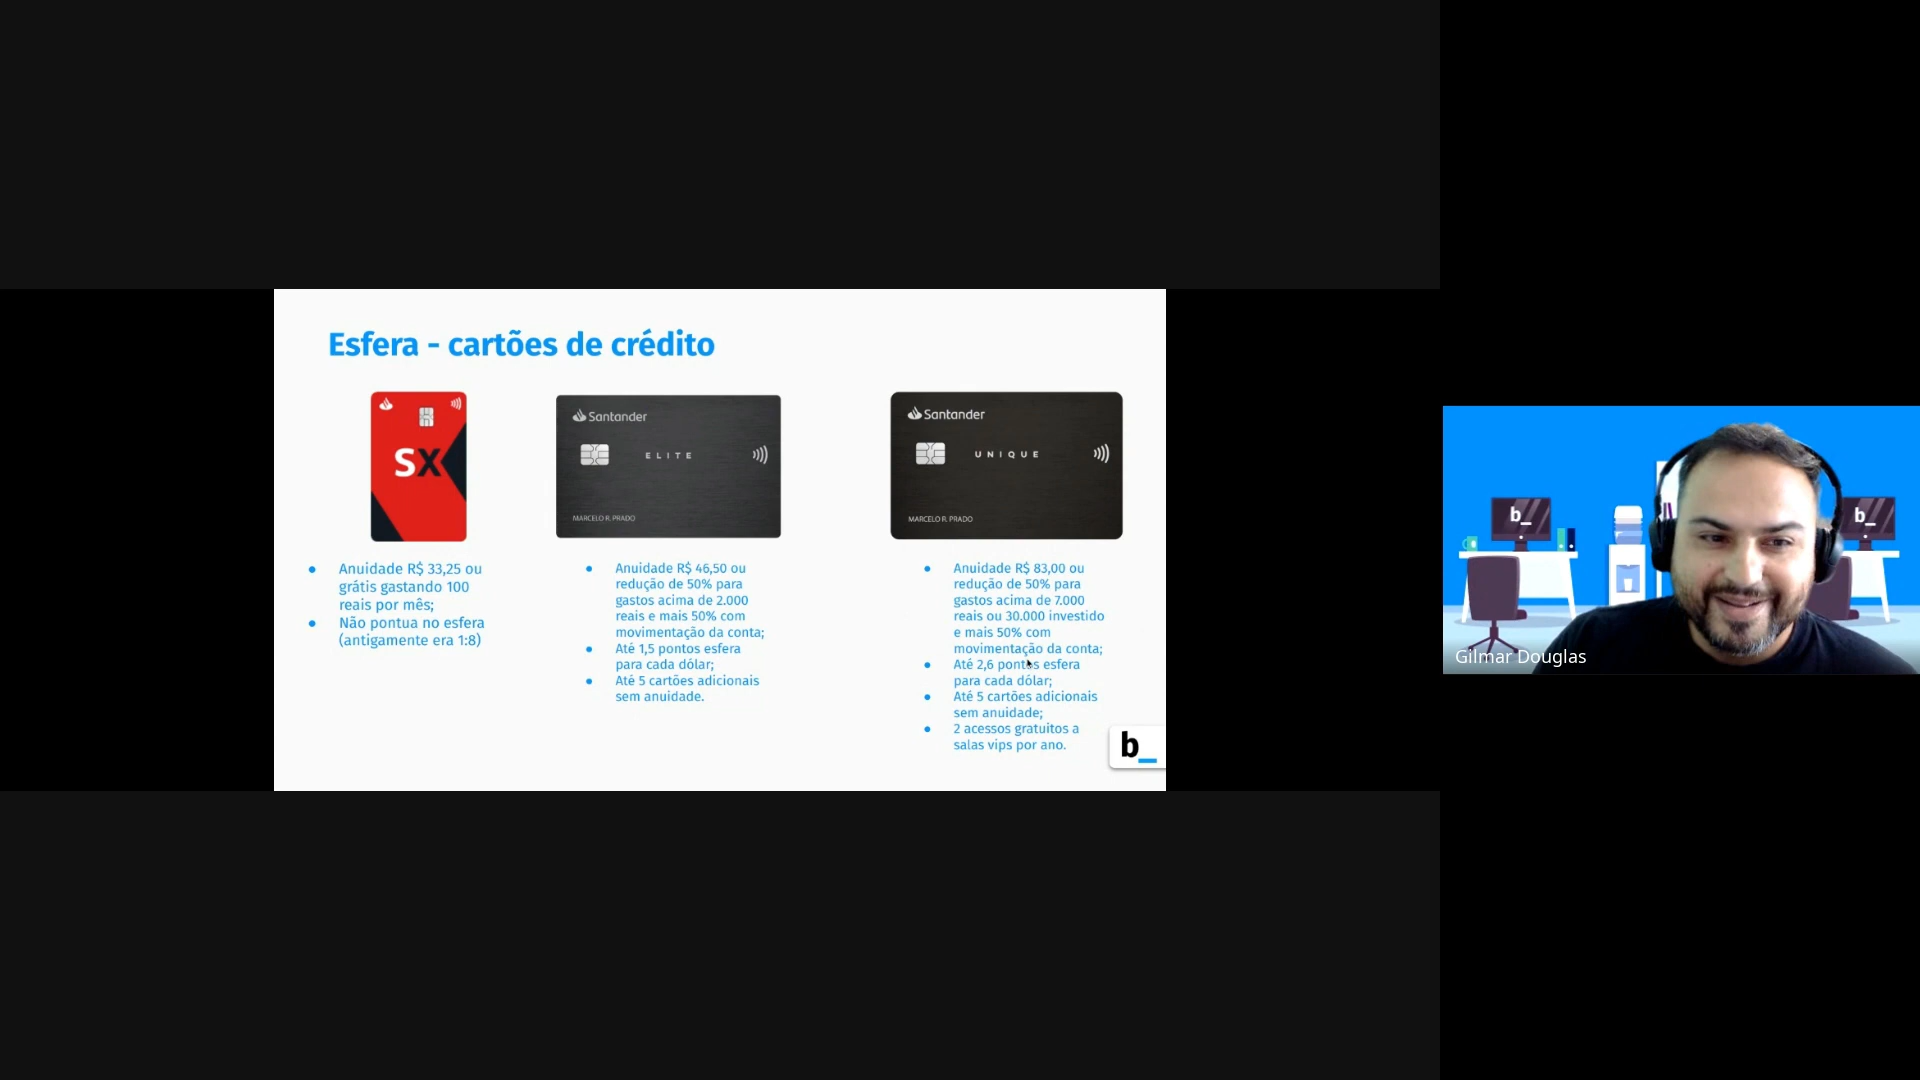 Esfera - cartões de crédito
SX
Santander
ELITE
MARCELO R. PRADO
Santander
UNIQUE
MARCELO R. PRADO
● Anuidade R$ 33,25 ou
grátis gastando 100
reais por mês;
● Não pontua no esfera
(antigamente era 1:8)
● Anuidade R$ 46,50 ou
redução de 50% para
gastos acima de 2.000
reais e mais 50% com
movimentação da conta;
● Até 1,5 pontos esfera
para cada dólar;
● Até 5 cartões adicionais
sem anuidade.
● Anuidade R$ 83,00 ou
redução de 50% para
gastos acima de 7.000
reais ou 30.000 investido
e mais 50% com
movimentação da conta;
● Até 2,6 pontos esfera
para cada dólar;
● Até 5 cartões adicionais
sem anuidade;
● 2 acessos gratuitos a
salas vips por ano.
b_
b_
b_
Gilmar Douglas